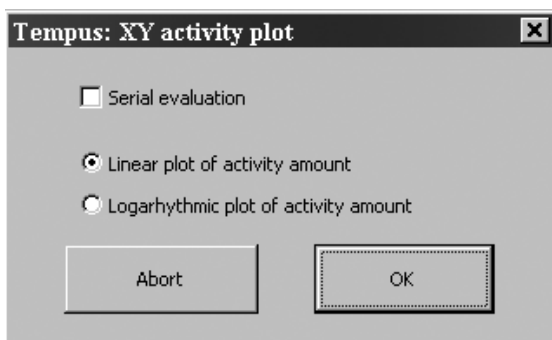 Tempus: XY activity plot
Serial evaluation
Linear plot of activity amount
Logarhythmic plot of activity amount
Abort
OK